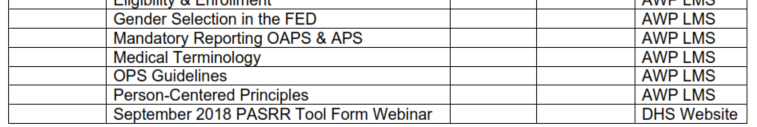 Eligibility & Enrollment AWP LMS
Gender Selection in the FED AWP LMS
Mandatory Reporting OAPS & APS AWP LMS
Medical Terminology AWP LMS
OPS Guidelines AWP LMS
Person-Centered Principles AWP LMS
September 2018 PASRR Tool Form Webinar DHS Website